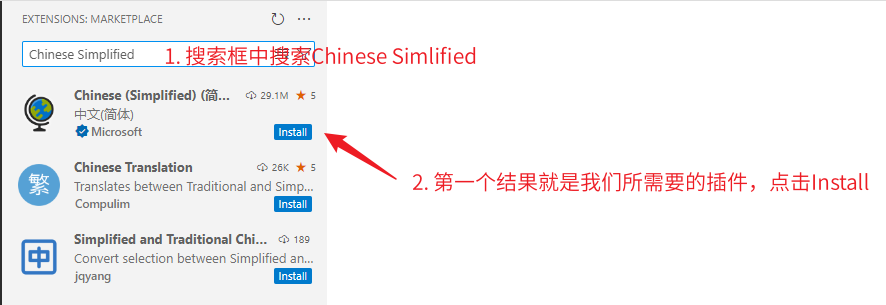 EXTENSIONS: MARKETPLACE
Chinese Simplified
1. 搜索框中搜索Chinese Simlified
Chinese (Simplified) (简...
29.1M
5
中文(简体)
Microsoft
Install
2. 第一个结果就是我们所需要的插件，点击Install
繁
Chinese Translation
26K
5
Translates between Traditional and Simp...
Compulim
Install
中
Simplified and Traditional Chi...
189
Convert selection between Simplified an...
jqyang
Install